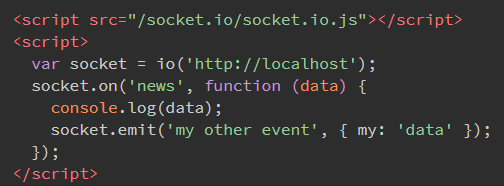 <script src="/socket.io/socket.io.js"></script>
<script>
  var socket = io('http://localhost');
  socket.on('news', function (data) {
    console.log(data);
    socket.emit('my other event', { my: 'data' });
  });
</script>